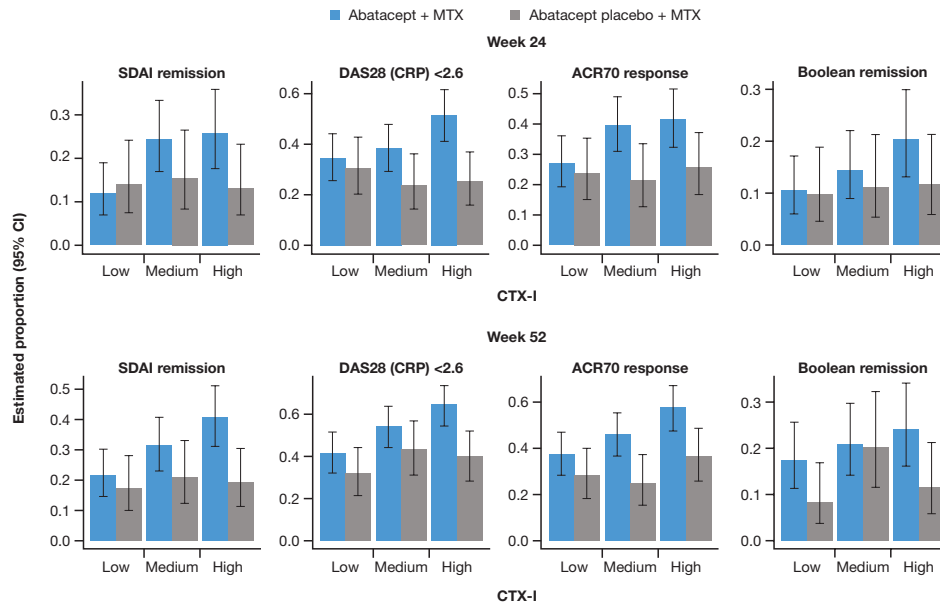 Abatacept + MTX Abatacept placebo + MTX
Week 24
SDAI remission DAS28 (CRP) <2.6 ACR70 response Boolean remission
0.3 0.2 0.1 0.0
0.6 0.4 0.2 0.0
0.5 0.4 0.3 0.2 0.1 0.0
0.3 0.2 0.1 0.0
Low Medium High Low Medium High Low Medium High Low Medium High
CTX-I
Estimated proportion (95% CI)
Week 52
SDAI remission DAS28 (CRP) <2.6 ACR70 response Boolean remission
0.5 0.4 0.3 0.2 0.1 0.0
0.6 0.4 0.2 0.0
0.6 0.4 0.2 0.0
0.3 0.2 0.1 0.0
Low Medium High Low Medium High Low Medium High Low Medium High
CTX-I